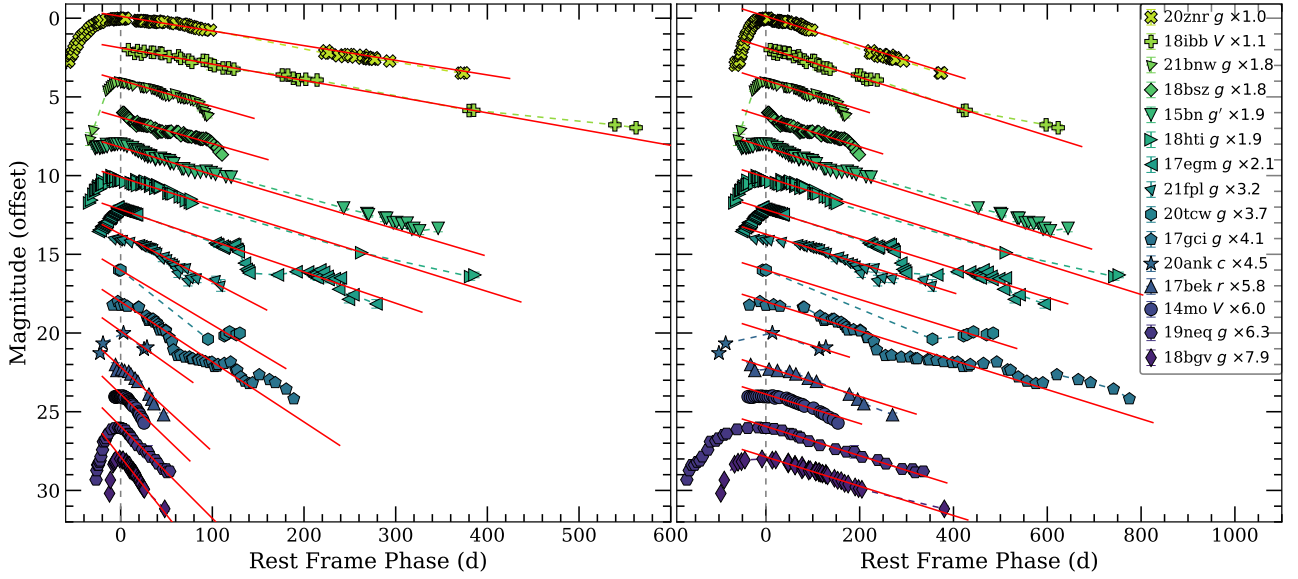 0
5
10
15
20
25
30
Magnitude (offset)
0
100
200
300
400
500
600
Rest Frame Phase (d)
0
200
400
600
800
1000
Rest Frame Phase (d)
20znr g ×1.0
18ibb V ×1.1
21bnw g ×1.8
18bsz g ×1.8
15bn g′ ×1.9
18hti g ×1.9
17egm g ×2.1
21fpl g ×3.2
20tcw g ×3.7
17gci g ×4.1
20ank c ×4.5
17bek r ×5.8
14mo V ×6.0
19neq g ×6.3
18bgv g ×7.9